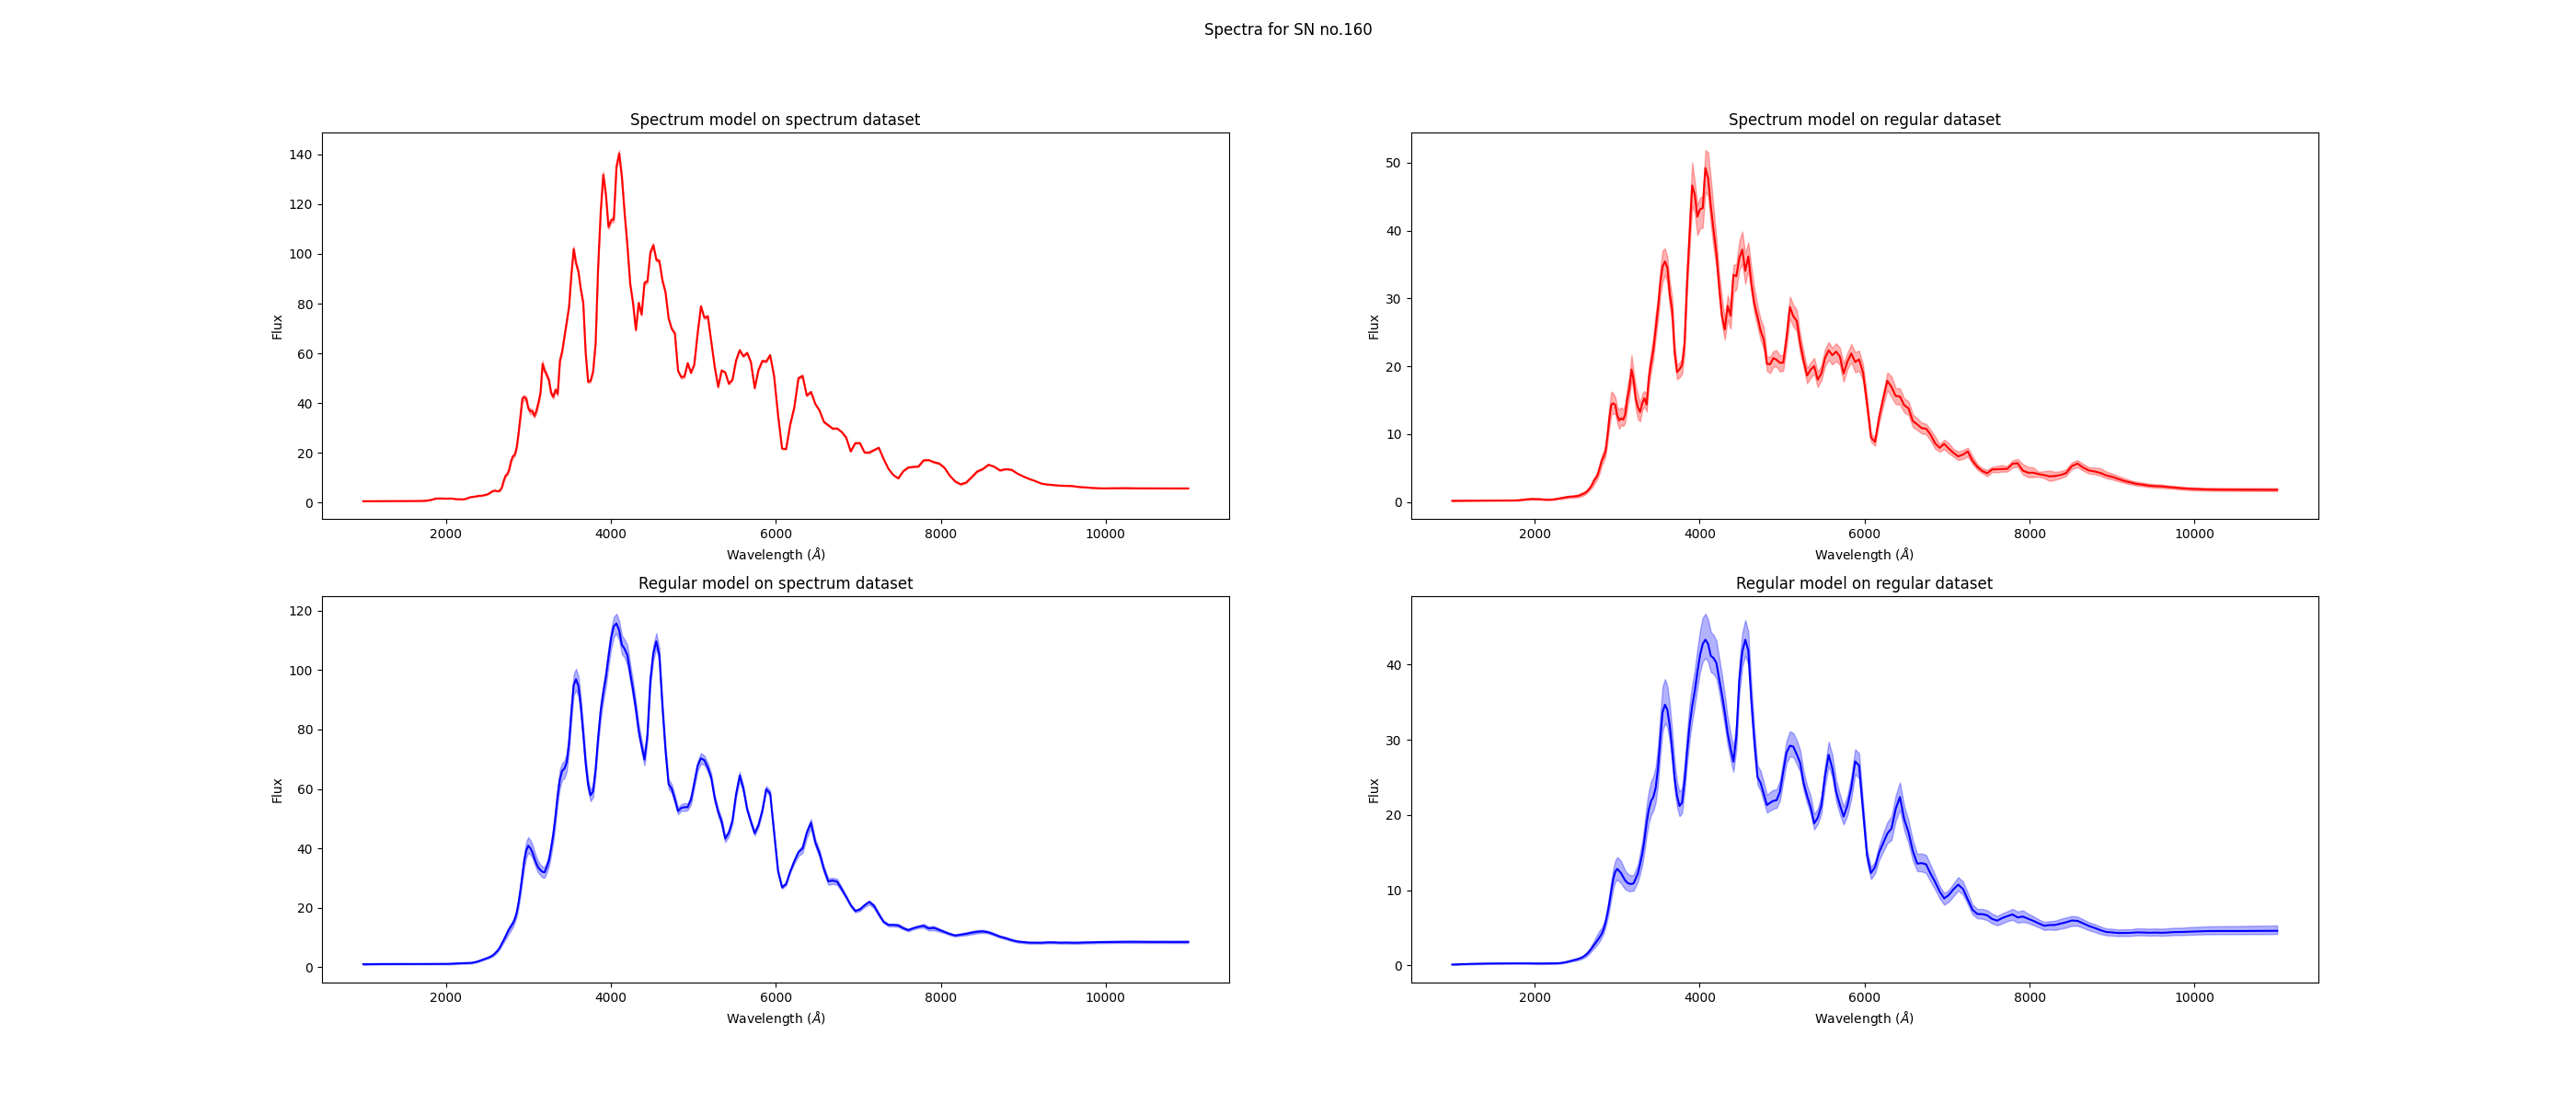 Spectra for SN no.160
Spectrum model on spectrum dataset
140
120
100
80
60
40
20
0
Flux
2000 4000 6000 8000 10000
Wavelength (Å)
Spectrum model on regular dataset
50
40
30
20
10
0
Flux
2000 4000 6000 8000 10000
Wavelength (Å)
Regular model on spectrum dataset
120
100
80
60
40
20
0
Flux
2000 4000 6000 8000 10000
Wavelength (Å)
Regular model on regular dataset
40
30
20
10
0
Flux
2000 4000 6000 8000 10000
Wavelength (Å)